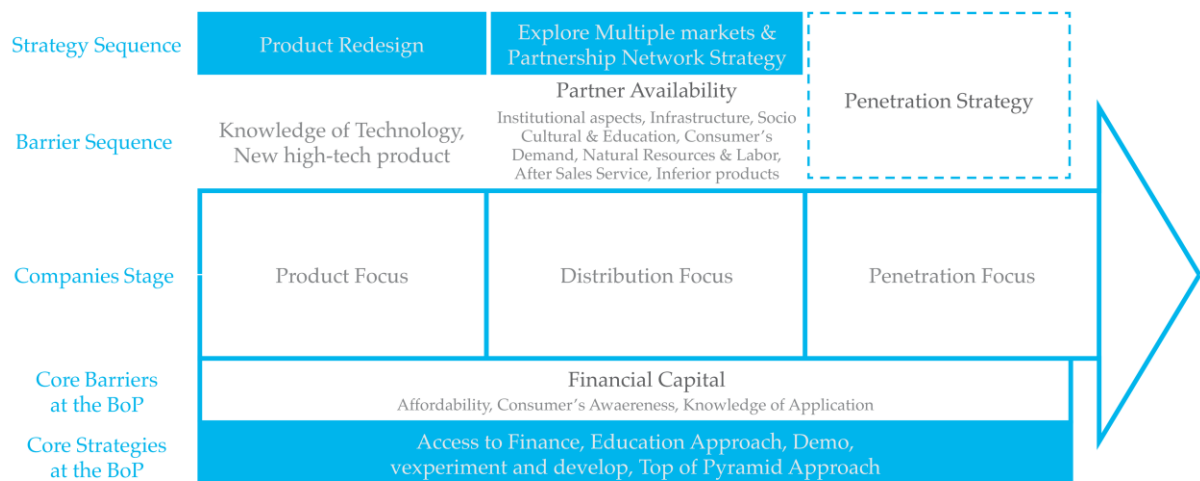 Strategy Sequence
Product Redesign
Explore Multiple markets &
Partnership Network Strategy
Penetration Strategy
Barrier Sequence
Knowledge of Technology,
New high-tech product
Partner Availability
Institutional aspects, Infrastructure, Socio
Cultural & Education, Consumer's
Demand, Natural Resources & Labor,
After Sales Service, Inferior products
Companies Stage
Product Focus
Distribution Focus
Penetration Focus
Core Barriers
at the BoP
Financial Capital
Affordability, Consumer's Awaereness, Knowledge of Application
Core Strategies
at the BoP
Access to Finance, Education Approach, Demo,
vexperiment and develop, Top of Pyramid Approach